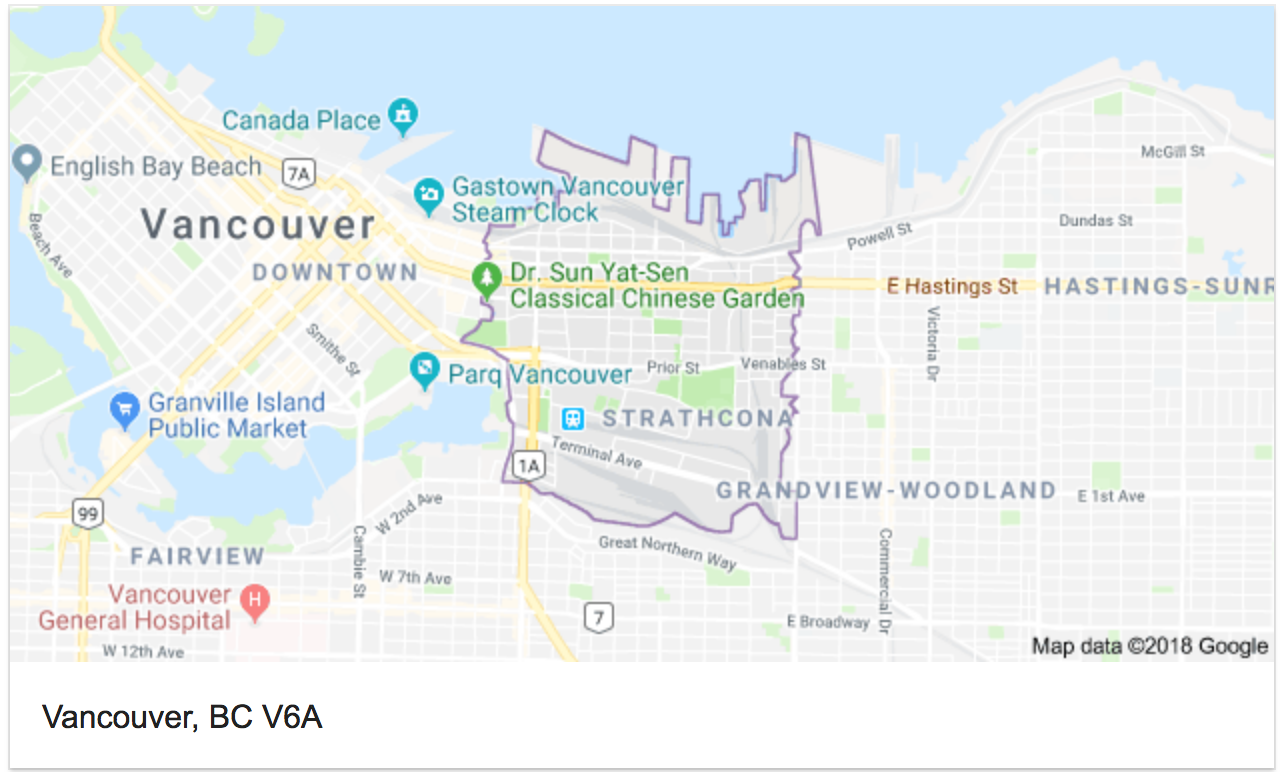 Canada Place
English Bay Beach
7A
Gastown Vancouver
Steam Clock
McGill St
Beach Ave
Vancouver
Dundas St
Powell St
DOWNTOWN
Dr. Sun Yat-Sen
Classical Chinese Garden
E Hastings St
HASTINGS-SUNR
Smithe St
Victoria Dr
Parq Vancouver
Prior St
Venables St
Granville Island
Public Market
STRATHCONA
Terminal Ave
1A
GRANDVIEW-WOODLAND
E 1st Ave
99
W 2nd Ave
Cambie St
Great Northern Way
Commercial Dr
FAIRVIEW
W 7th Ave
Vancouver
General Hospital
H
7
E Broadway
W 12th Ave
Map data ©2018 Google
Vancouver, BC V6A